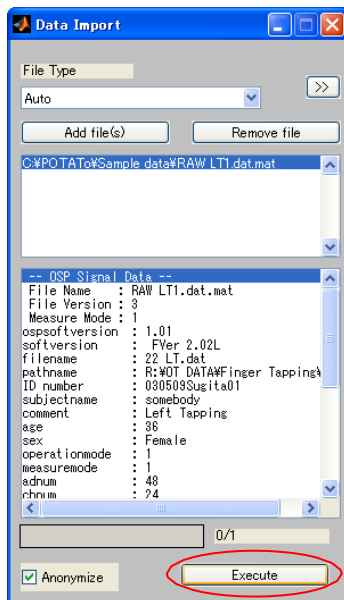 Data Import
File Type
Auto
>>
Add file(s)
Remove file
C:¥POTATo¥Sample data¥RAW LT1.dat.mat
-- OSP Signal Data --
File Name : RAW LT1.dat.mat
File Version : 3
Measure Mode : 1
ospsoftversion : 1.01
softversion : FVer 2.02L
filename : 22 LT.dat
pathname : R:¥OT DATA¥Finger Tapping¥
ID number : 030509Sugita01
subjectname : somebody
comment : Left Tapping
age : 36
sex : Female
operationmode : 1
measuremode : 1
adnum : 48
chnum : 24
0/1
Anonymize
Execute